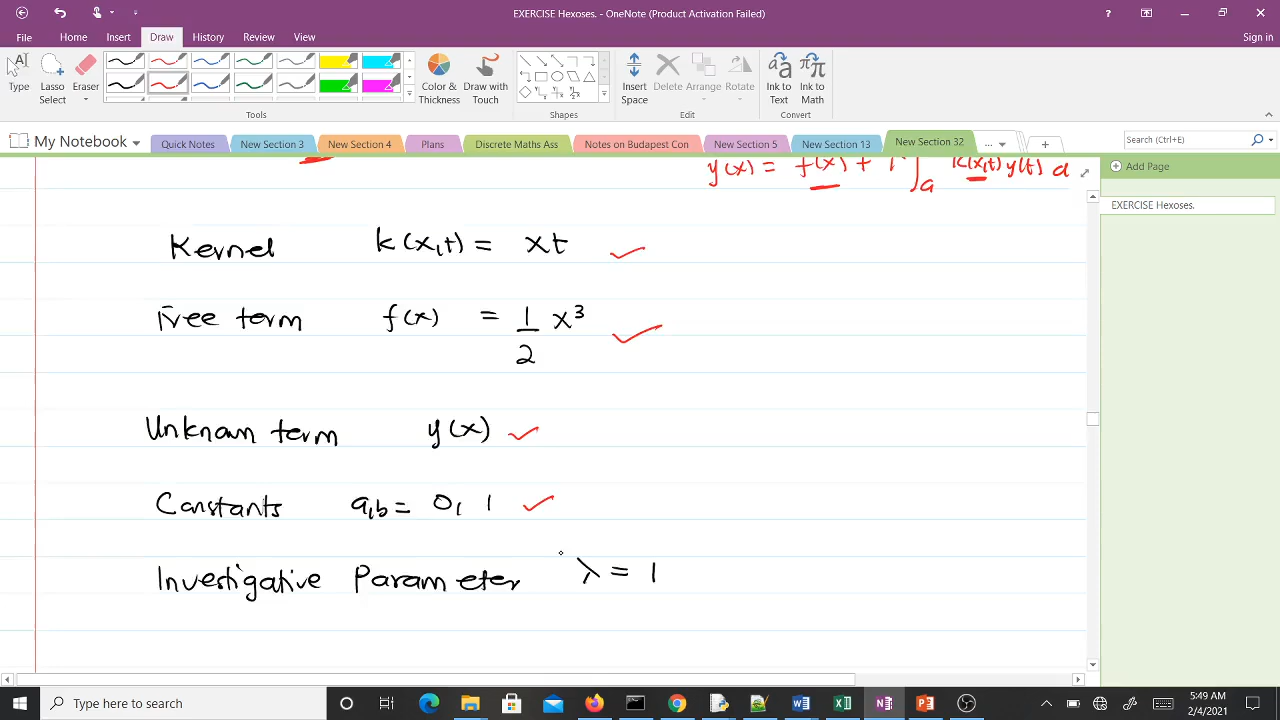 EXERCISE Hexoses. - OneNote (Product Activation Failed)
File Home Insert Draw History Review View Sign in
Type Lasso Select Eraser Color & Thickness Draw with Touch Insert Space Delete Arrange Rotate Ink to Text Ink to Math
Tools Shapes Edit Convert
My Notebook Quick Notes New Section 3 New Section 4 Plans Discrete Maths Ass Notes on Budapest Con New Section 5 New Section 13 New Section 32 ... Search (Ctrl+E)
Add Page
EXERCISE Hexoses.
y(x) = f(x) + ∫a k(x,t) y(t) d
Kernel k(x,t) = xt ✓
Free term f(x) = 1/2 x³ ✓
Unknown term y(x) ✓
Constants a,b = 0, 1 ✓
Investigative Parameter λ = 1
Type here to search
5:49 AM
2/4/2021